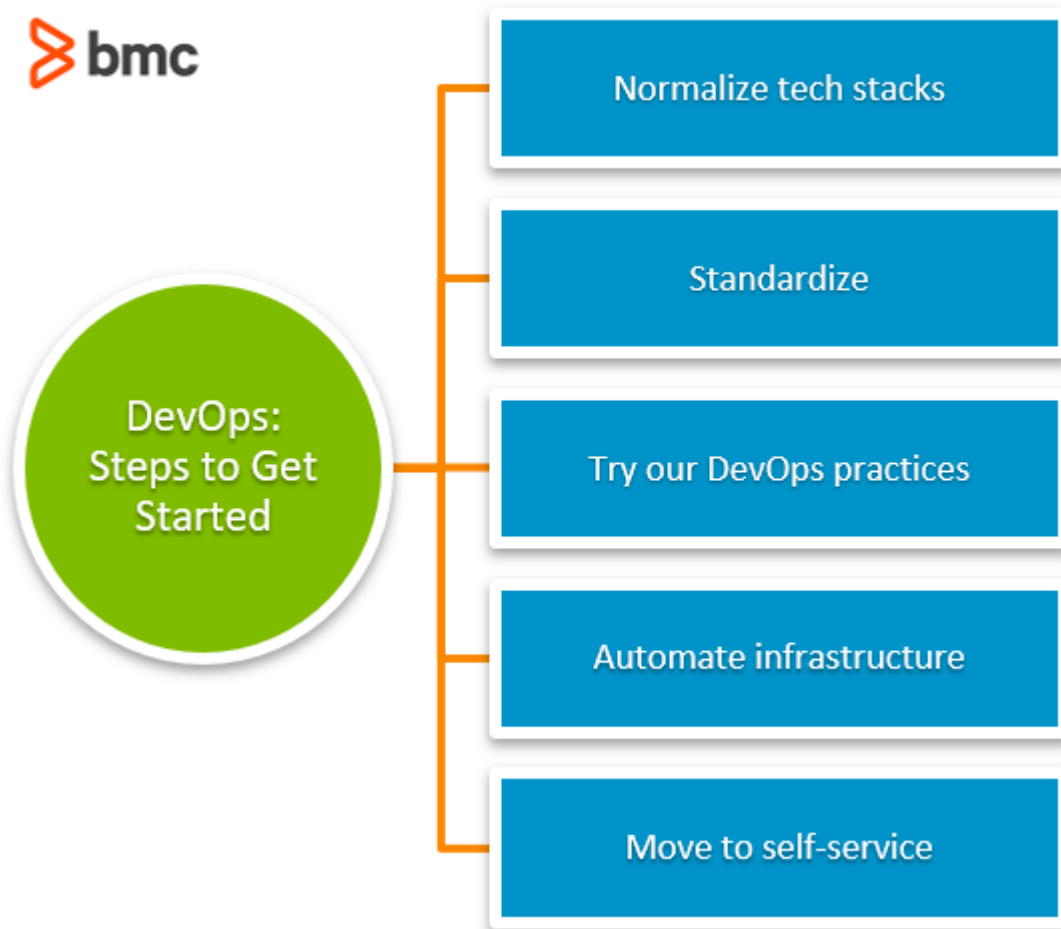 bmc
Normalize tech stacks
Standardize
DevOps:
Steps to Get
Started
Try our DevOps practices
Automate infrastructure
Move to self-service